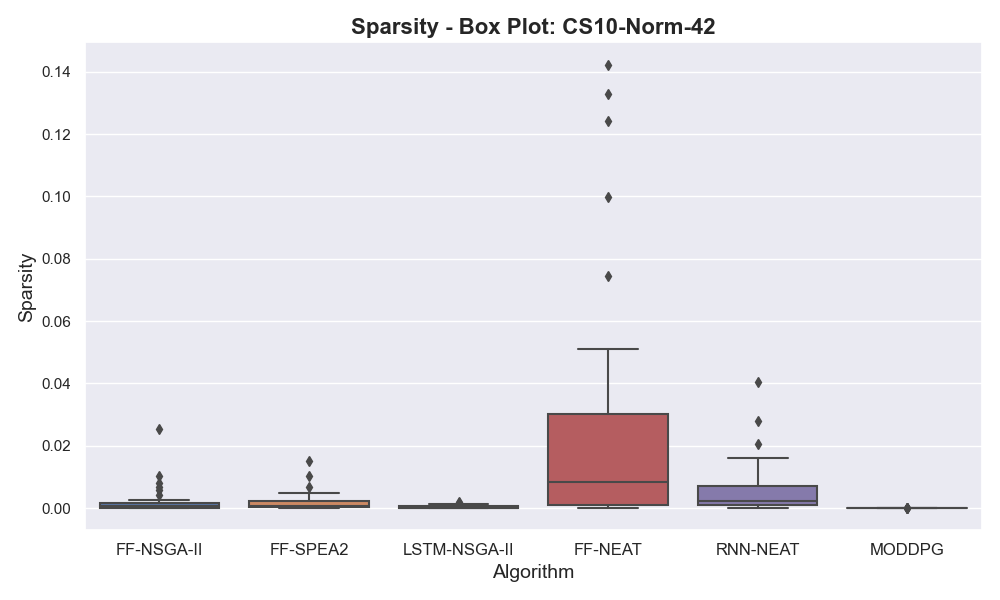 Sparsity - Box Plot: CS10-Norm-42
0.14
0.12
0.10
0.08
0.06
0.04
0.02
0.00
Sparsity
FF-NSGA-II FF-SPEA2 LSTM-NSGA-II FF-NEAT RNN-NEAT MODDPG
Algorithm